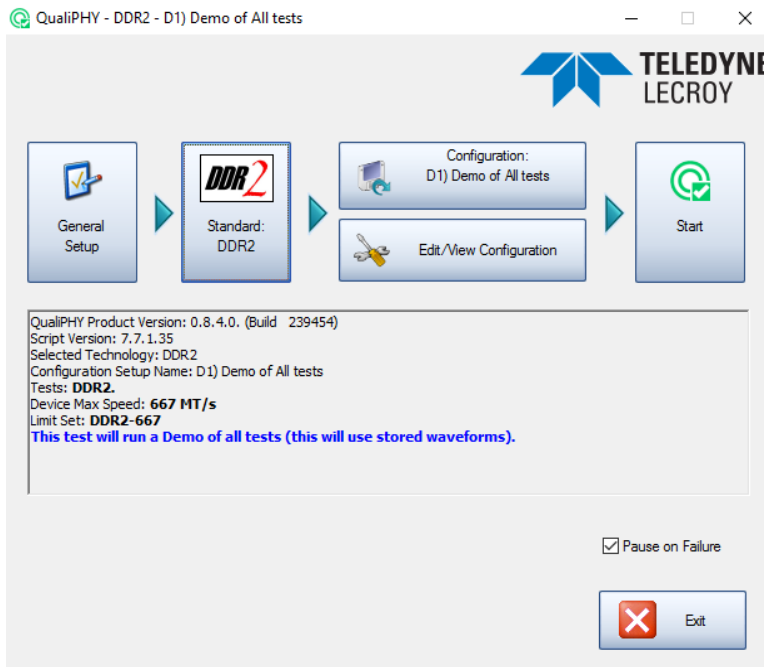 QualiPHY - DDR2 - D1) Demo of All tests
TELEDYNE
LECROY
General
Setup
DDR2
Standard:
DDR2
Configuration:
D1) Demo of All tests
Edit/View Configuration
Start
QualiPHY Product Version: 0.8.4.0. (Build 239454)
Script Version: 7.7.1.35
Selected Technology: DDR2
Configuration Setup Name: D1) Demo of All tests
Tests: DDR2.
Device Max Speed: 667 MT/s
Limit Set: DDR2-667
This test will run a Demo of all tests (this will use stored waveforms).
Pause on Failure
Exit